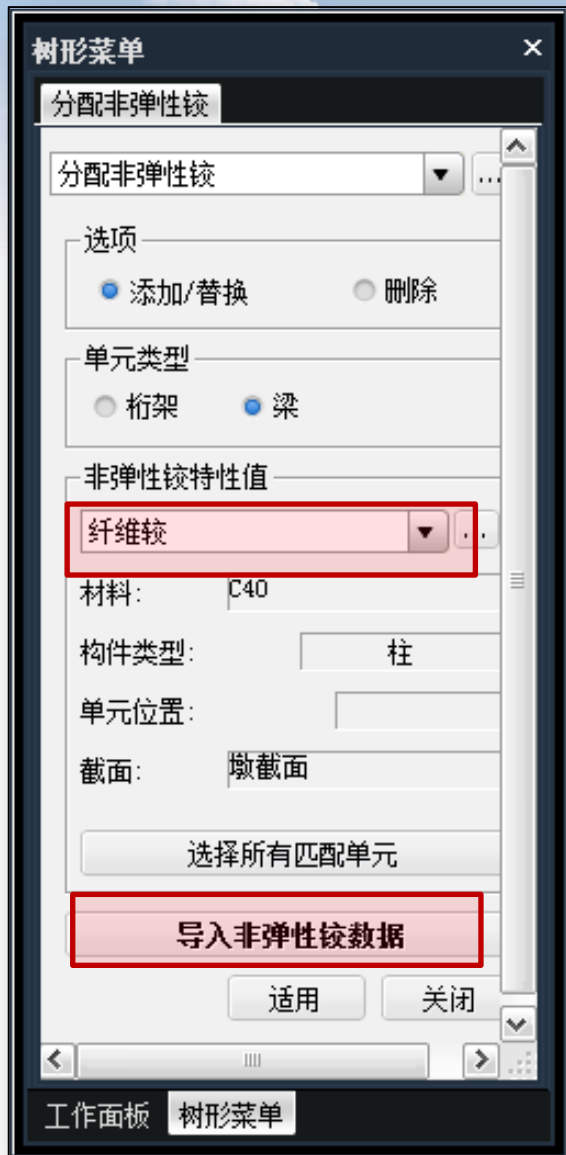 树形菜单
分配非弹性铰
分配非弹性铰 ...
选项
添加/替换 删除
单元类型
桁架 梁
非弹性铰特性值
纤维较 ...
材料: C40
构件类型: 柱
单元位置:
截面: 墩截面
选择所有匹配单元
导入非弹性铰数据
适用 关闭
工作面板 树形菜单